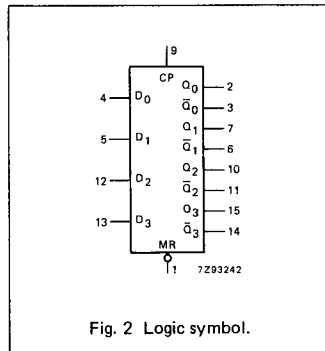 9
CP
4 D0 Q0 2
Q̅0 3
5 D1 Q1 7
Q̅1 6
12 D2 Q2 10
Q̅2 11
13 D3 Q3 15
Q̅3 14
MR
1 7Z93242
Fig. 2 Logic symbol.